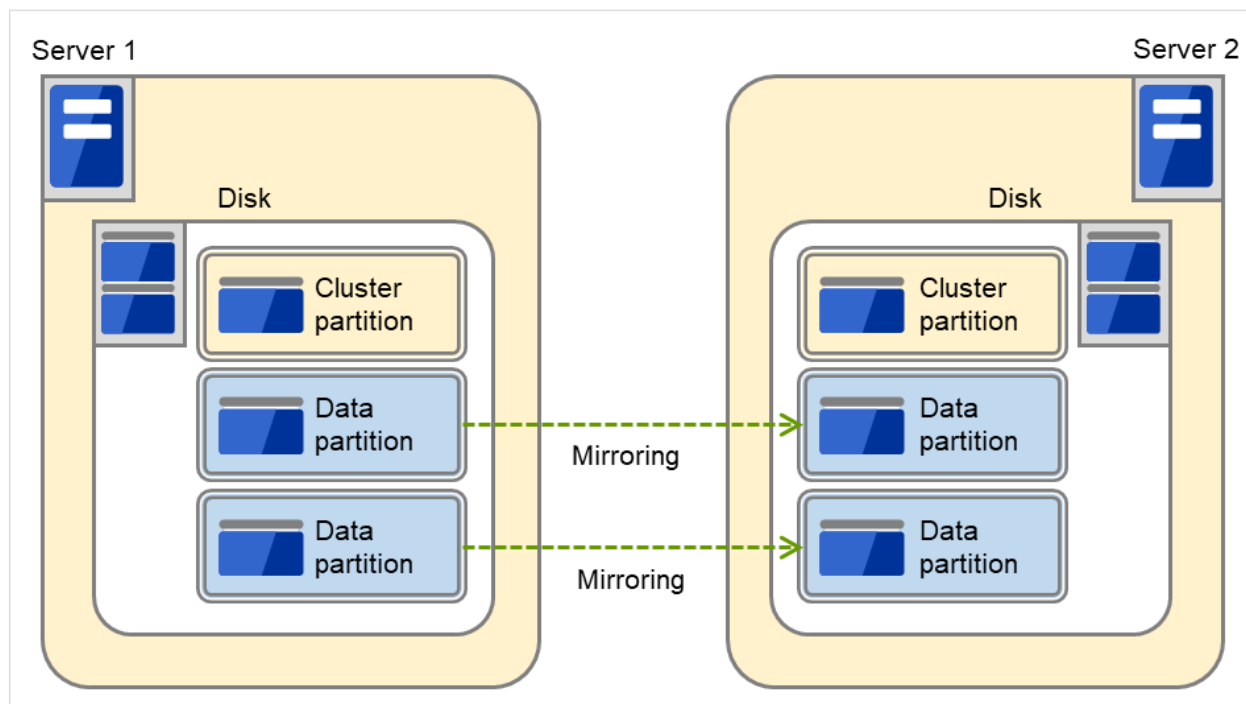 Server 1
Server 2
Disk
Disk
Cluster
partition
Cluster
partition
Data
partition
Data
partition
Mirroring
Data
partition
Data
partition
Mirroring